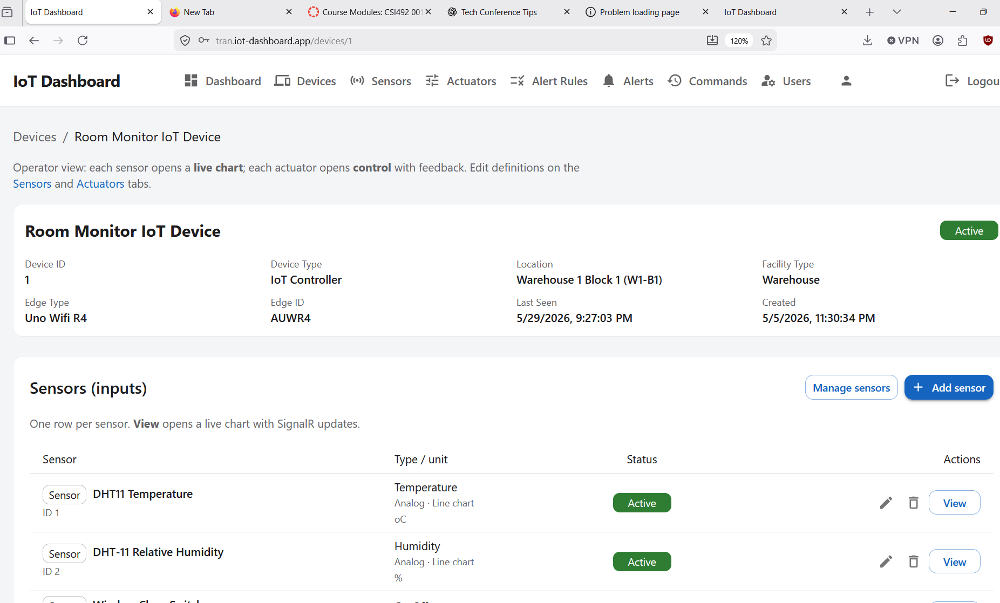 IoT Dashboard
New Tab
Course Modules: CSI492 001
Tech Conference Tips
Problem loading page
IoT Dashboard
tran.iot-dashboard.app/devices/1
120%
VPN
IoT Dashboard
Dashboard
Devices
Sensors
Actuators
Alert Rules
Alerts
Commands
Users
Logou
Devices / Room Monitor IoT Device
Operator view: each sensor opens a live chart; each actuator opens control with feedback. Edit definitions on the
Sensors and Actuators tabs.
Room Monitor IoT Device
Active
Device ID
1
Device Type
IoT Controller
Location
Warehouse 1 Block 1 (W1-B1)
Facility Type
Warehouse
Edge Type
Uno Wifi R4
Edge ID
AUWR4
Last Seen
5/29/2026, 9:27:03 PM
Created
5/5/2026, 11:30:34 PM
Sensors (inputs)
Manage sensors
Add sensor
One row per sensor. View opens a live chart with SignalR updates.
Sensor
Type / unit
Status
Actions
Sensor
DHT11 Temperature
ID 1
Temperature
Analog · Line chart
oC
Active
View
Sensor
DHT-11 Relative Humidity
ID 2
Humidity
Analog · Line chart
%
Active
View